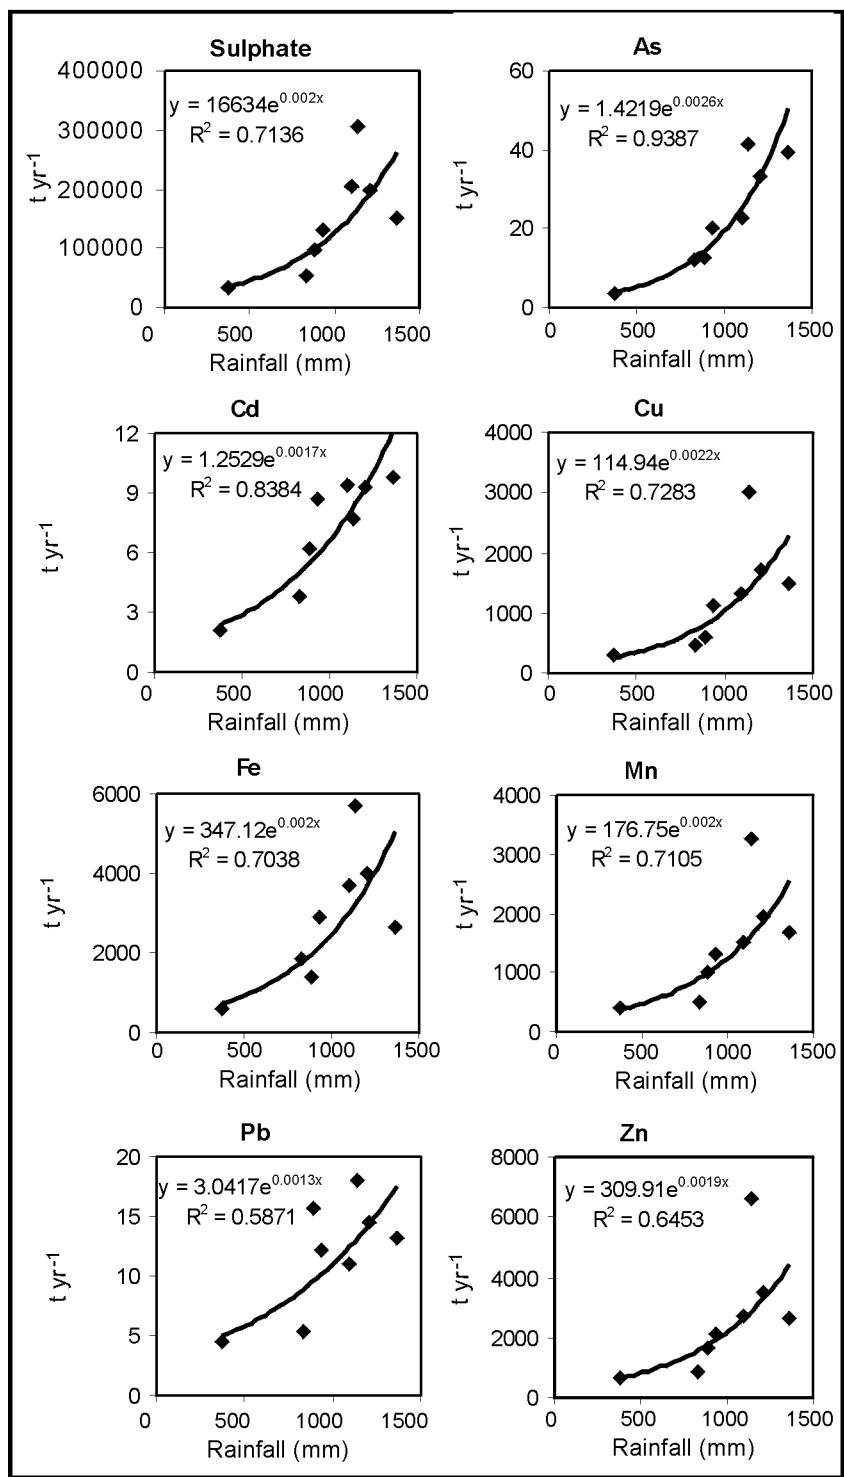 Sulphate
400000
300000
200000
100000
0
t yr-1
y = 16634e0.002x
R2 = 0.7136
0 500 1000 1500
Rainfall (mm)
As
60
40
20
0
t yr-1
y = 1.4219e0.0026x
R2 = 0.9387
0 500 1000 1500
Rainfall (mm)
Cd
12
9
6
3
0
t yr-1
y = 1.2529e0.0017x
R2 = 0.8384
0 500 1000 1500
Rainfall (mm)
Cu
4000
3000
2000
1000
0
t yr-1
y = 114.94e0.0022x
R2 = 0.7283
0 500 1000 1500
Rainfall (mm)
Fe
6000
4000
2000
0
t yr-1
y = 347.12e0.002x
R2 = 0.7038
0 500 1000 1500
Rainfall (mm)
Mn
4000
3000
2000
1000
0
t yr-1
y = 176.75e0.002x
R2 = 0.7105
0 500 1000 1500
Rainfall (mm)
Pb
20
15
10
5
0
t yr-1
y = 3.0417e0.0013x
R2 = 0.5871
0 500 1000 1500
Rainfall (mm)
Zn
8000
6000
4000
2000
0
t yr-1
y = 309.91e0.0019x
R2 = 0.6453
0 500 1000 1500
Rainfall (mm)